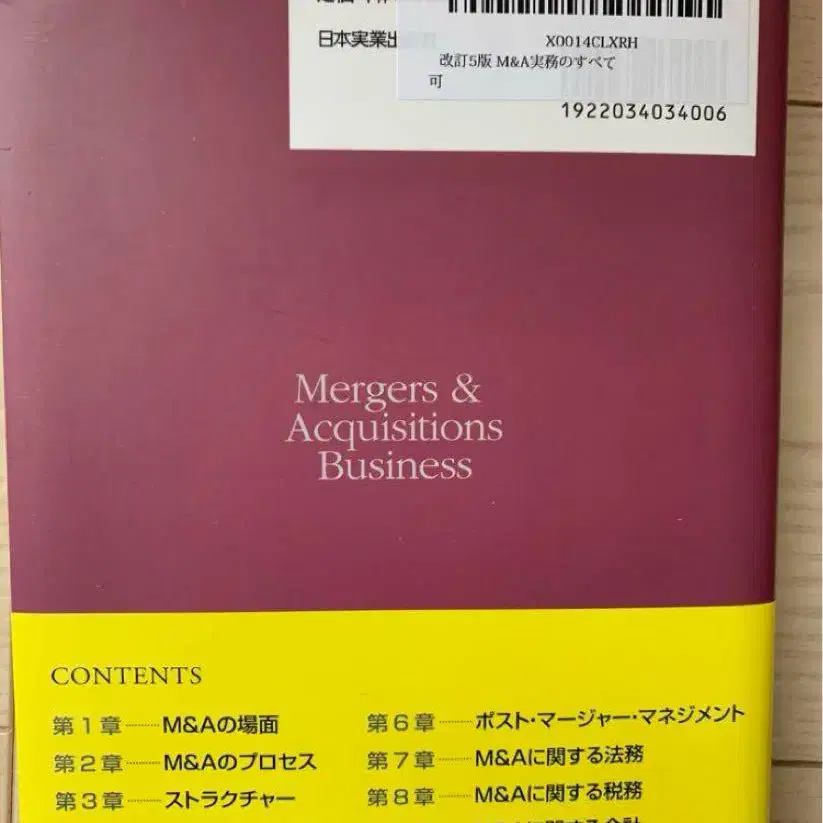 日本実業出
X0014CLXRH
改訂5版 M&A実務のすべて
可
1922034034006
Mergers &
Acquisitions
Business
CONTENTS
第1章 ······ M&Aの場面
第2章 ······ M&Aのプロセス
第3章 ······ ストラクチャー
第6章 ······ ポスト・マージャー・マネジメント
第7章 ······ M&Aに関する法務
第8章 ······ M&Aに関する税務